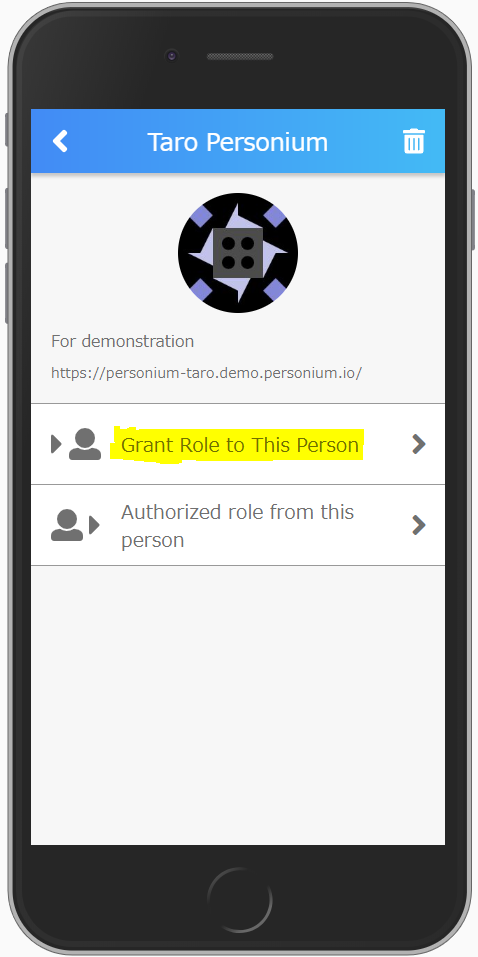 Taro Personium
For demonstration
https://personium-taro.demo.personium.io/
Grant Role to This Person
Authorized role from this
person